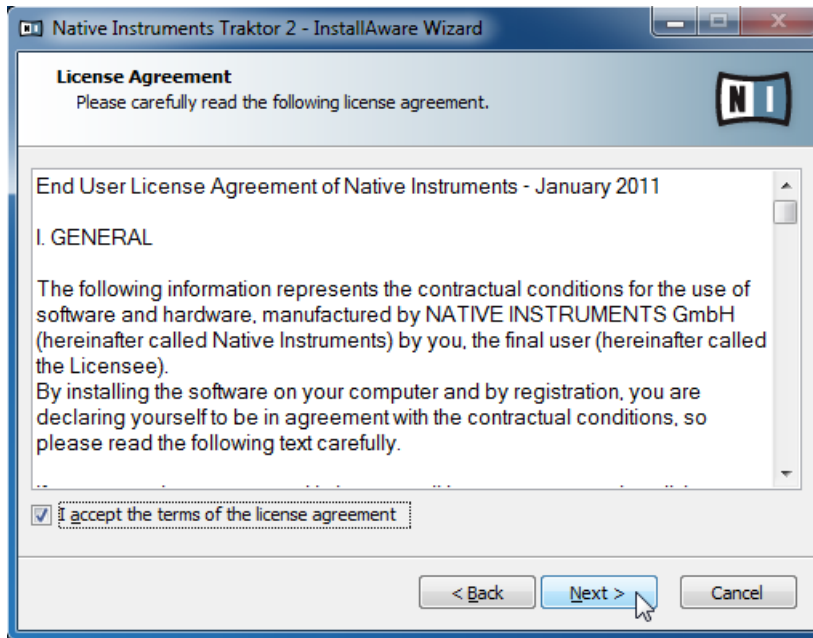 Native Instruments Traktor 2 - InstallAware Wizard
License Agreement
Please carefully read the following license agreement.
N I
End User License Agreement of Native Instruments - January 2011
I. GENERAL
The following information represents the contractual conditions for the use of
software and hardware, manufactured by NATIVE INSTRUMENTS GmbH
(hereinafter called Native Instruments) by you, the final user (hereinafter called
the Licensee).
By installing the software on your computer and by registration, you are
declaring yourself to be in agreement with the contractual conditions, so
please read the following text carefully.
I accept the terms of the license agreement
< Back Next > Cancel